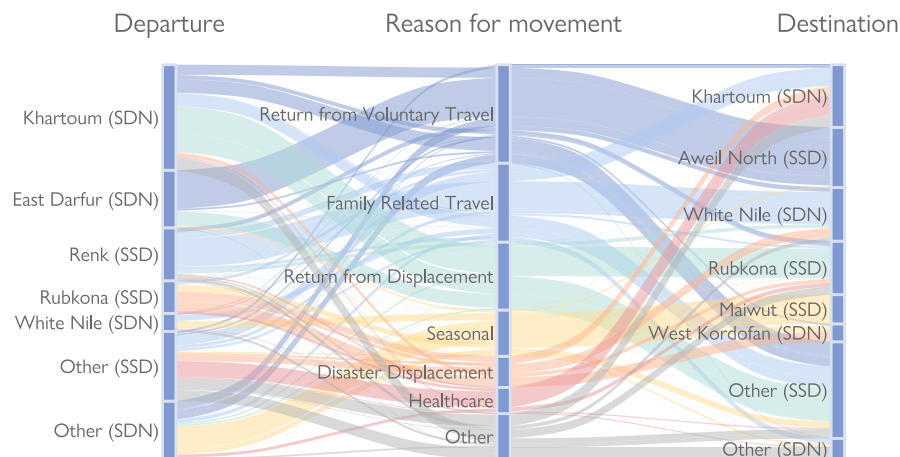 Departure
Reason for movement
Destination
Khartoum (SDN)
East Darfur (SDN)
Renk (SSD)
Rubkona (SSD)
White Nile (SDN)
Other (SSD)
Other (SDN)
Return from Voluntary Travel
Family Related Travel
Return from Displacement
Seasonal
Disaster Displacement
Healthcare
Other
Khartoum (SDN)
Aweil North (SSD)
White Nile (SDN)
Rubkona (SSD)
Maiwut (SSD)
West Kordofan (SDN)
Other (SSD)
Other (SDN)